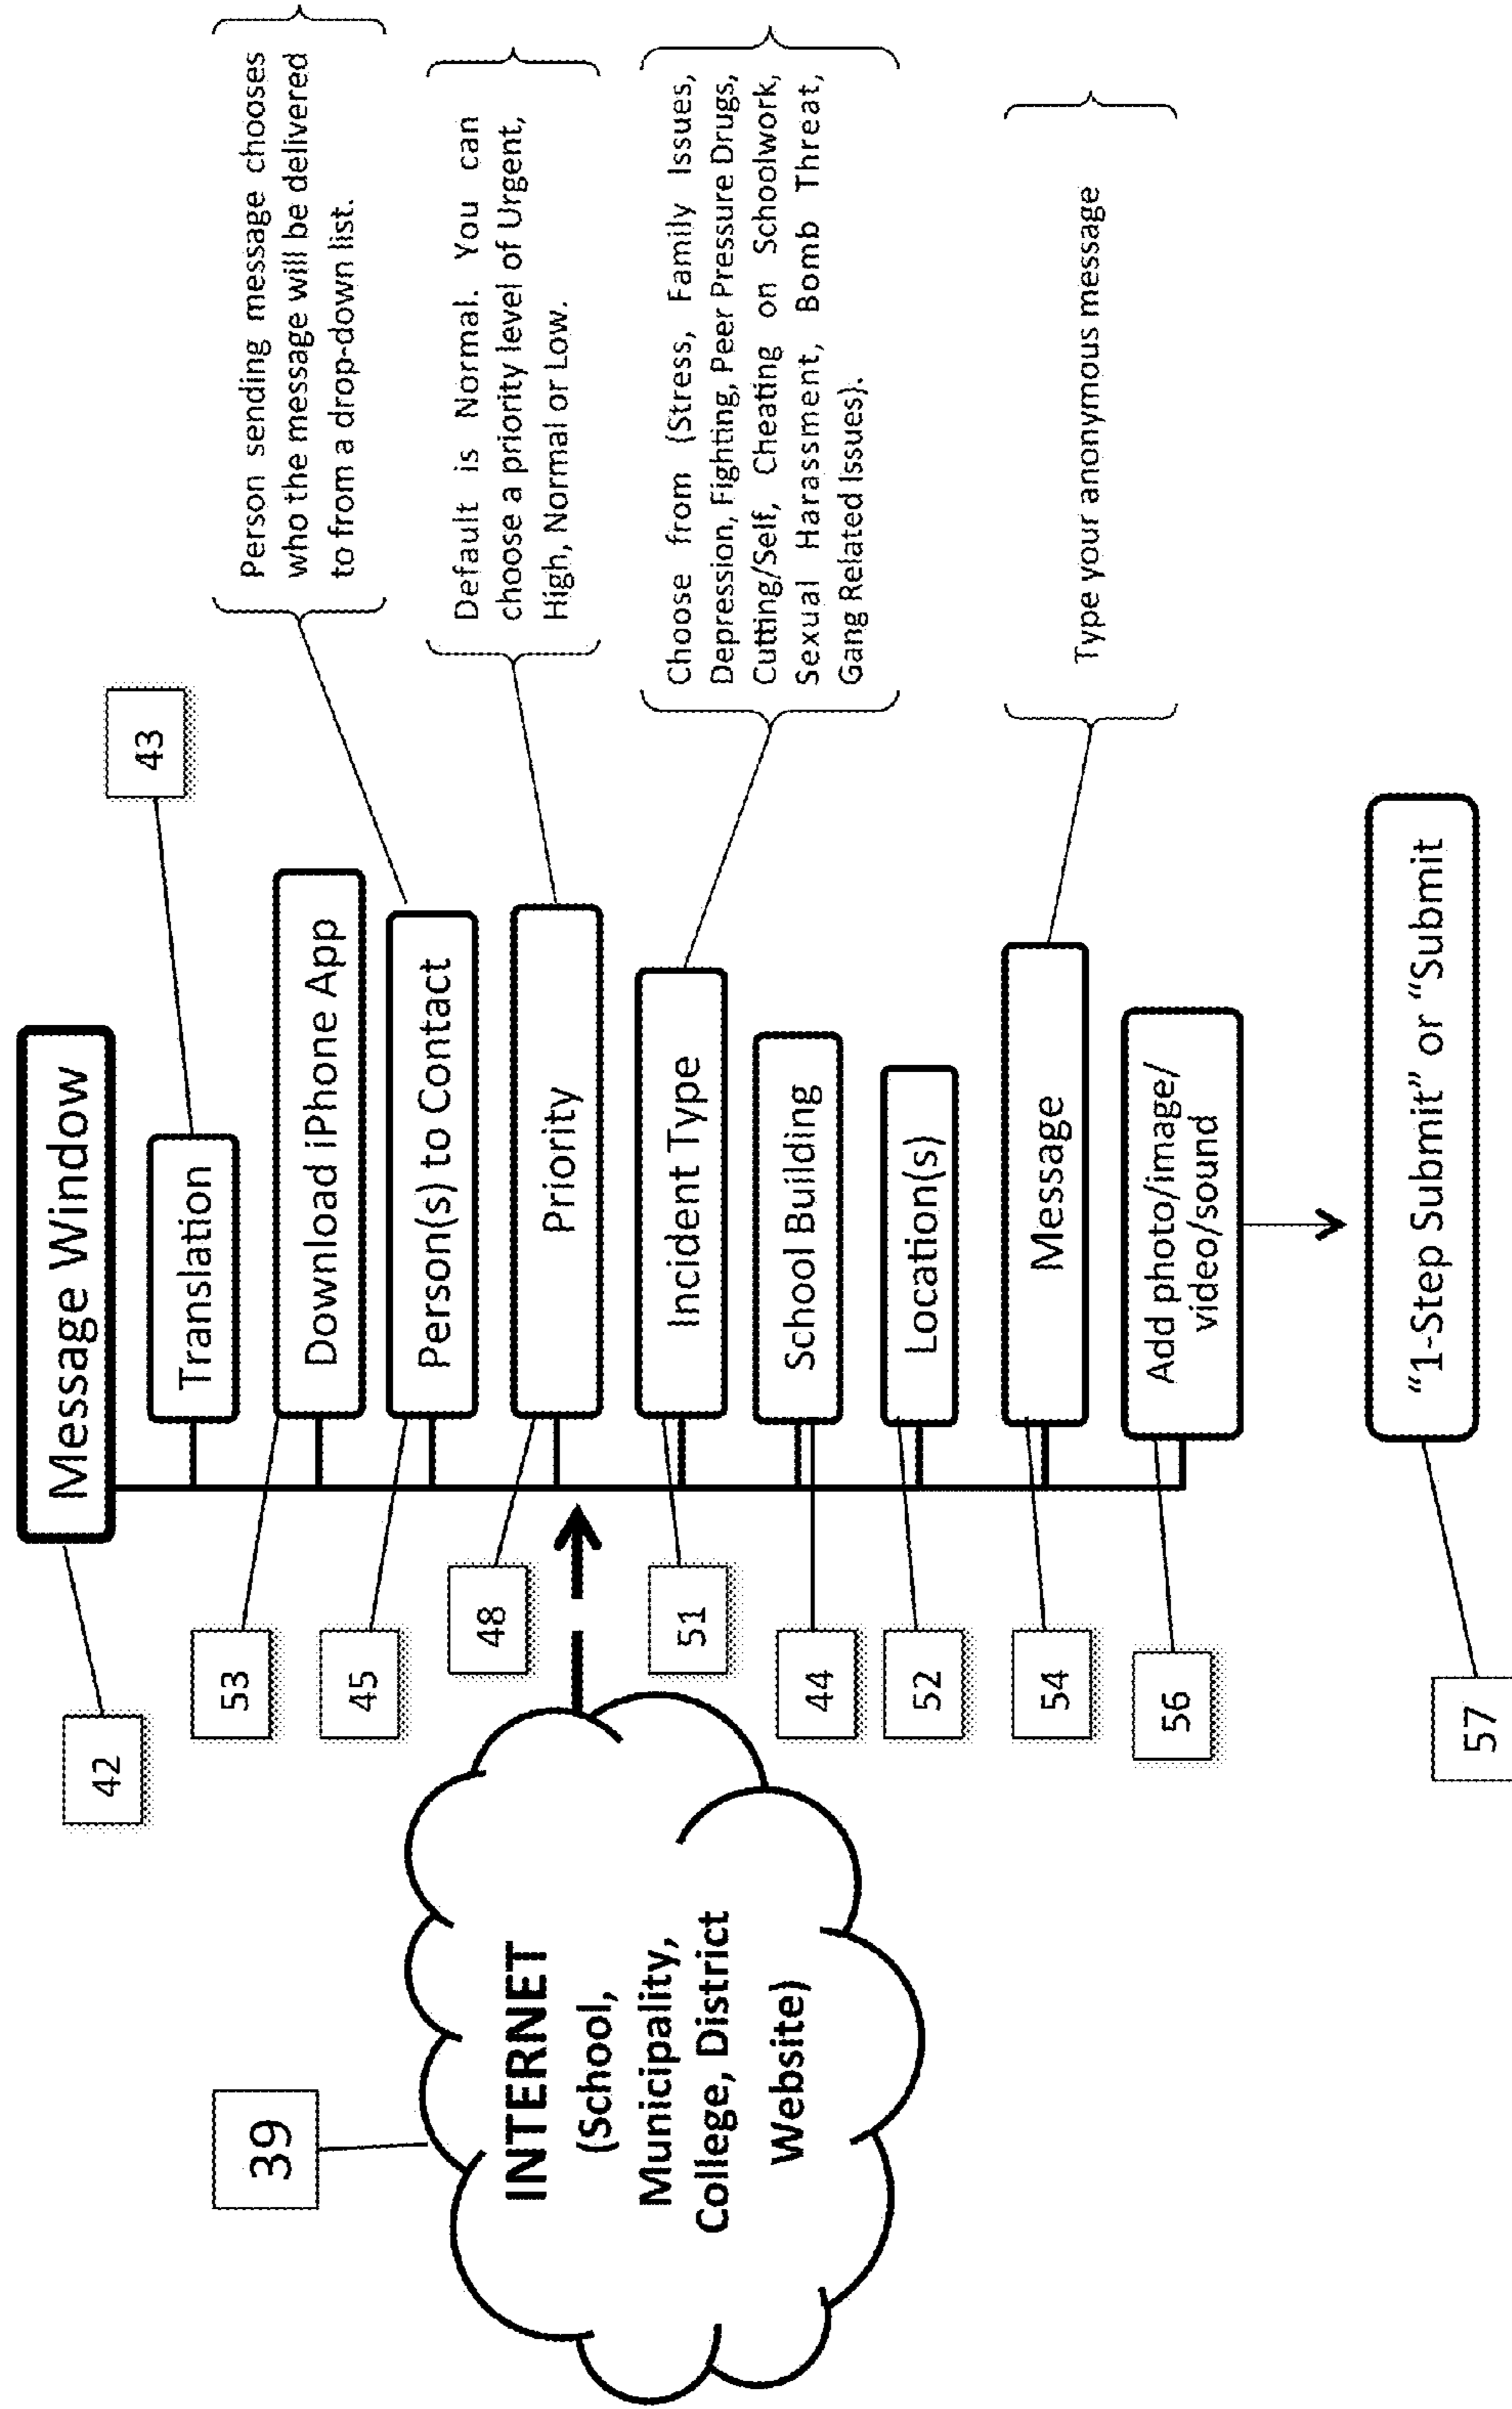 42
Message Window
Translation
43
53
Download iPhone App
45
Person(s) to Contact
Person sending message chooses
who the message will be delivered
to from a drop-down list.
48
Priority
Default is Normal. You can
choose a priority level of Urgent,
High, Normal or Low.
51
Incident Type
Choose from (Stress, Family Issues,
Depression, Fighting, Peer Pressure Drugs,
Cutting/Self, Cheating on Schoolwork,
Sexual Harassment, Bomb Threat,
Gang Related Issues).
44
School Building
52
Location(s)
54
Message
Type your anonymous message
56
Add photo/image/
video/sound
57
“1-Step Submit” or “Submit
39
INTERNET
(School,
Municipality,
College, District
Website)